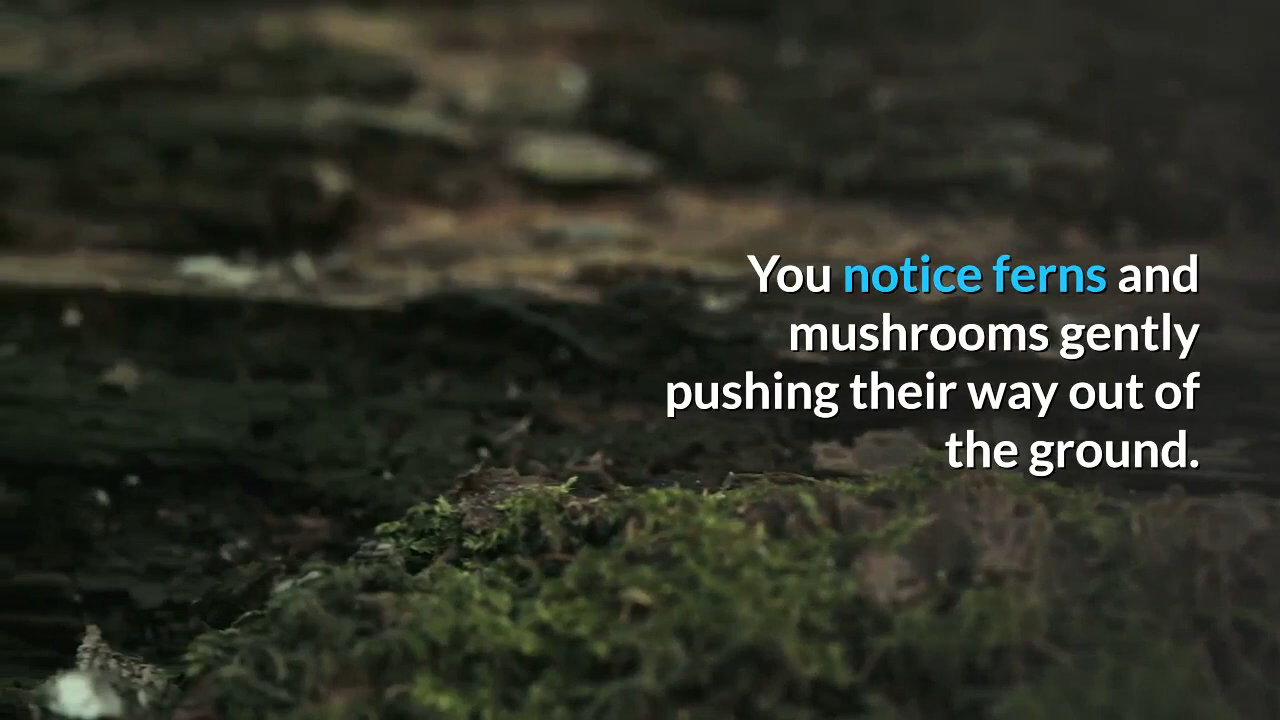 You notice ferns and
mushrooms gently
pushing their way out of
the ground.